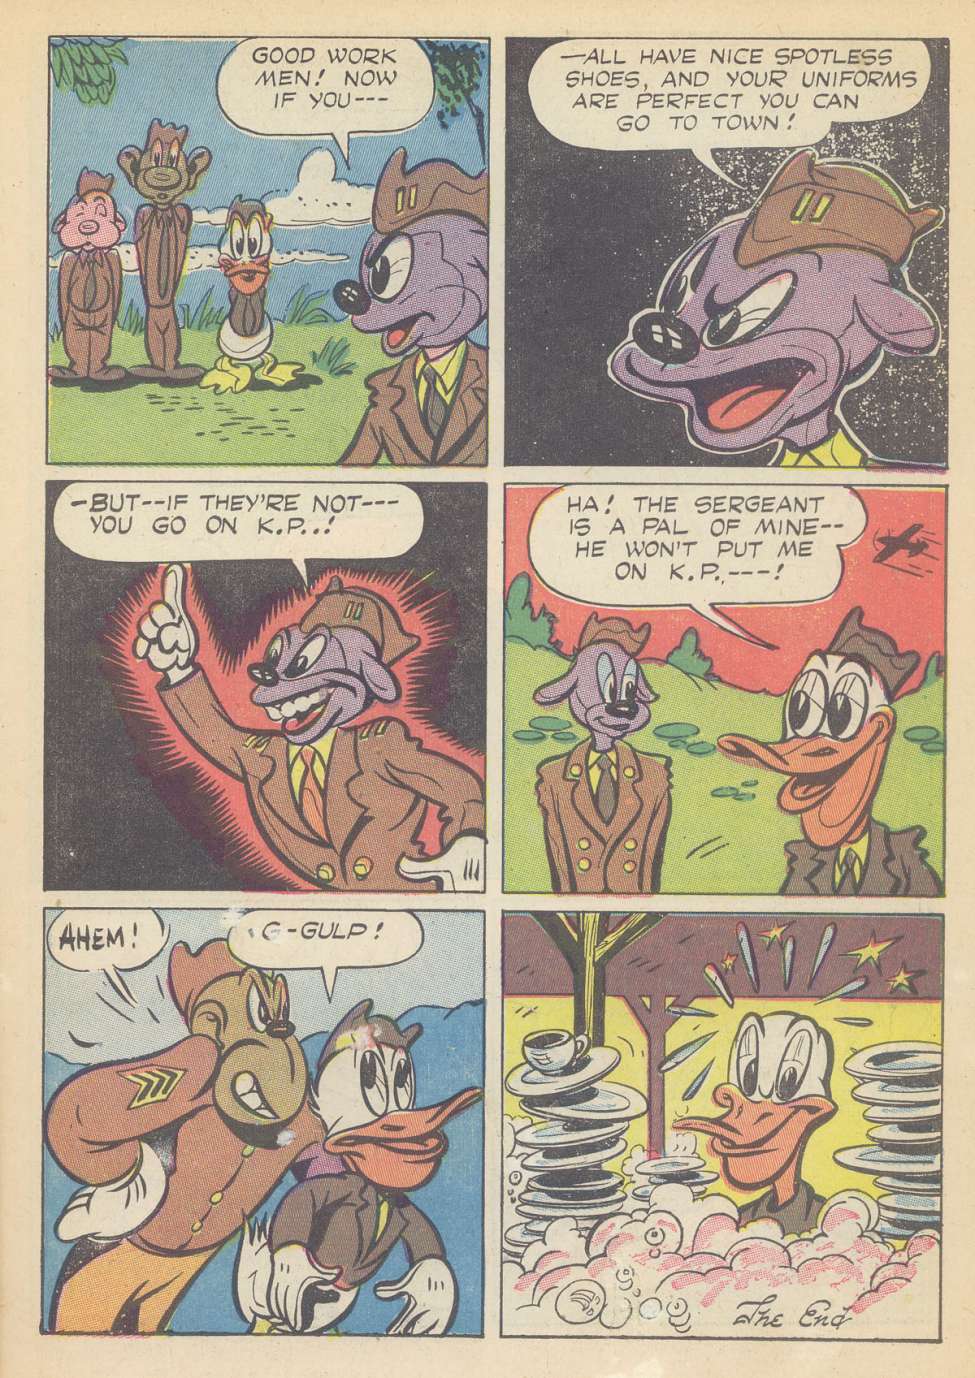 GOOD WORK
MEN! NOW
IF YOU---
—ALL HAVE NICE SPOTLESS
SHOES, AND YOUR UNIFORMS
ARE PERFECT YOU CAN
GO TO TOWN!
-BUT--IF THEY'RE NOT---
YOU GO ON K.P..!
HA! THE SERGEANT
IS A PAL OF MINE--
HE WON'T PUT ME
ON K.P.,---!
AHEM!
G-GULP!
The End